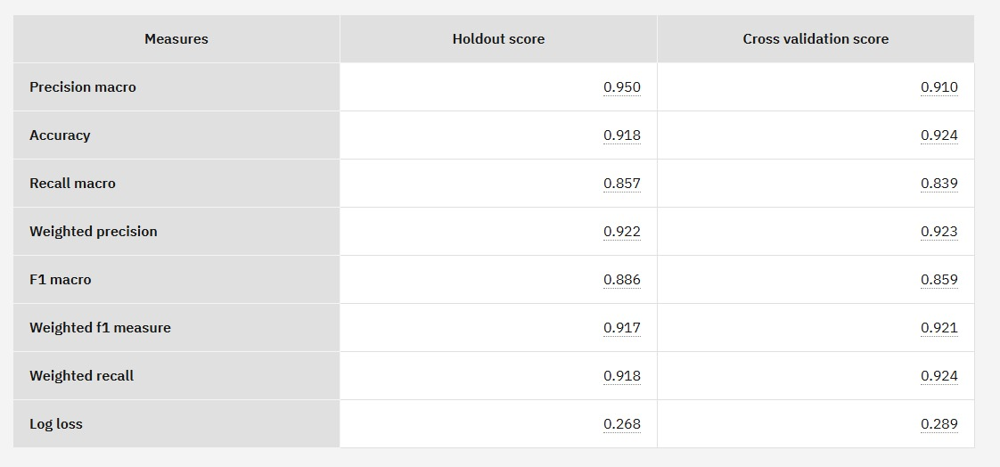 Measures Holdout score Cross validation score
Precision macro 0.950 0.910
Accuracy 0.918 0.924
Recall macro 0.857 0.839
Weighted precision 0.922 0.923
F1 macro 0.886 0.859
Weighted f1 measure 0.917 0.921
Weighted recall 0.918 0.924
Log loss 0.268 0.289